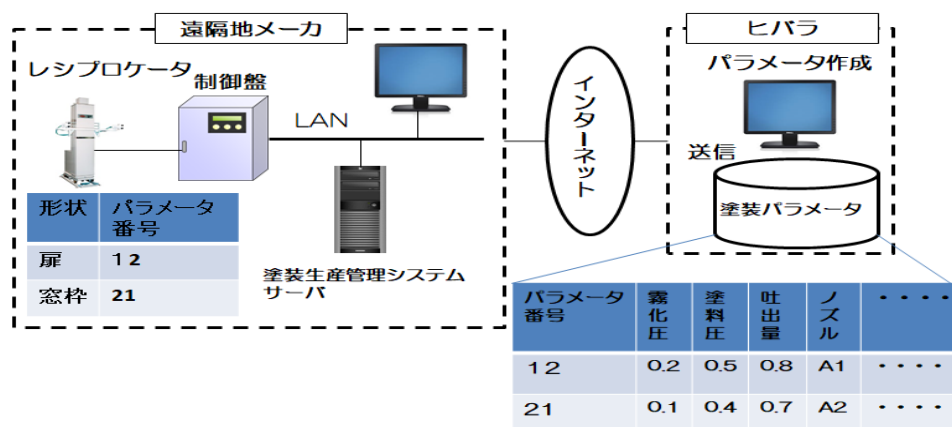 遠隔地メーカ
レシプロケータ
制御盤
LAN
形状 パラメータ
番号
扉 12
窓枠 21
塗装生産管理システム
サーバ
インターネット
ヒバラ
パラメータ作成
送信
塗装パラメータ
パラメータ
番号
霧化圧
塗料圧
吐出量
ノズル
・・・・
12 0.2 0.5 0.8 A1 ・・・・
21 0.1 0.4 0.7 A2 ・・・・